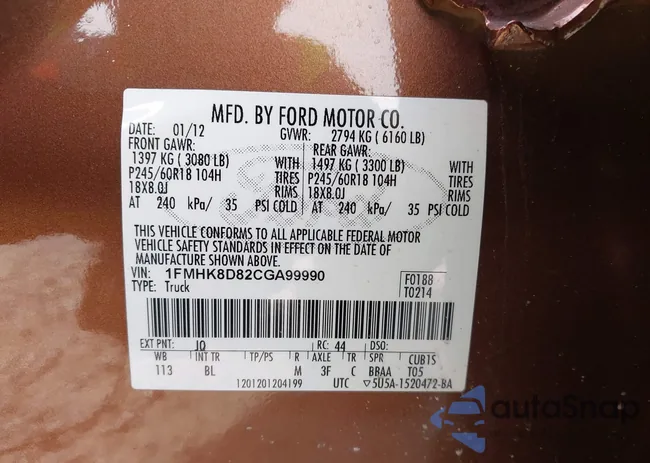 MFD. BY FORD MOTOR CO.
DATE: 01/12 GVWR: 2794 KG ( 6160 LB)
FRONT GAWR: REAR GAWR:
1397 KG ( 3080 LB) WITH 1497 KG ( 3300 LB) WITH
P245/60R18 104H TIRES P245/60R18 104H TIRES
18X8.0J RIMS 18X8.0J RIMS
AT 240 kPa/ 35 PSI COLD AT 240 kPa/ 35 PSI COLD
THIS VEHICLE CONFORMS TO ALL APPLICABLE FEDERAL MOTOR
VEHICLE SAFETY STANDARDS IN EFFECT ON THE DATE OF
MANUFACTURE SHOWN ABOVE.
VIN: 1FMHK8D82CGA99990 F0188
TYPE: Truck T0214
EXT PNT: JQ RC: 44 DSO:
WB INT TR TP/PS R AXLE TR SPR CUB1S
113 BL M 3F C BBAA T05
1201201204199 UTC ▽5U5A-1520472-BA
autoSnap